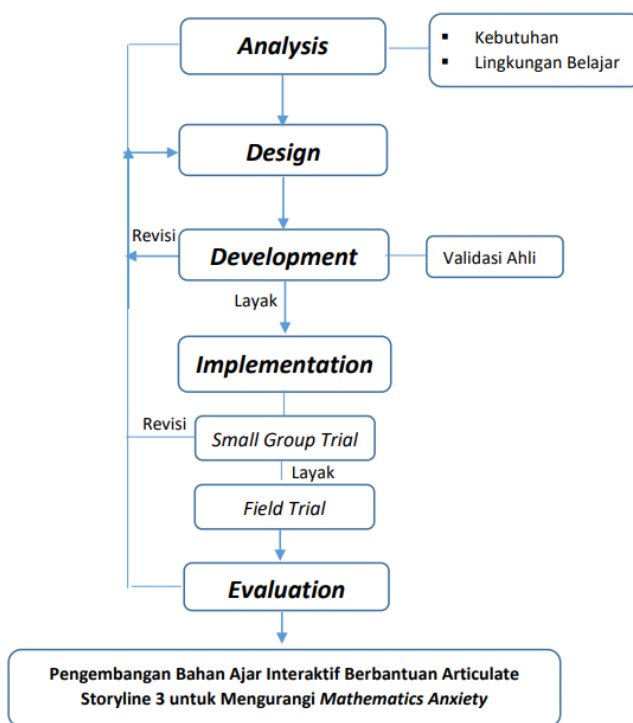 Analysis
▪ Kebutuhan
▪ Lingkungan Belajar
Design
Revisi
Development
Validasi Ahli
Layak
Implementation
Revisi
Small Group Trial
Layak
Field Trial
Evaluation
Pengembangan Bahan Ajar Interaktif Berbantuan Articulate
Storyline 3 untuk Mengurangi Mathematics Anxiety